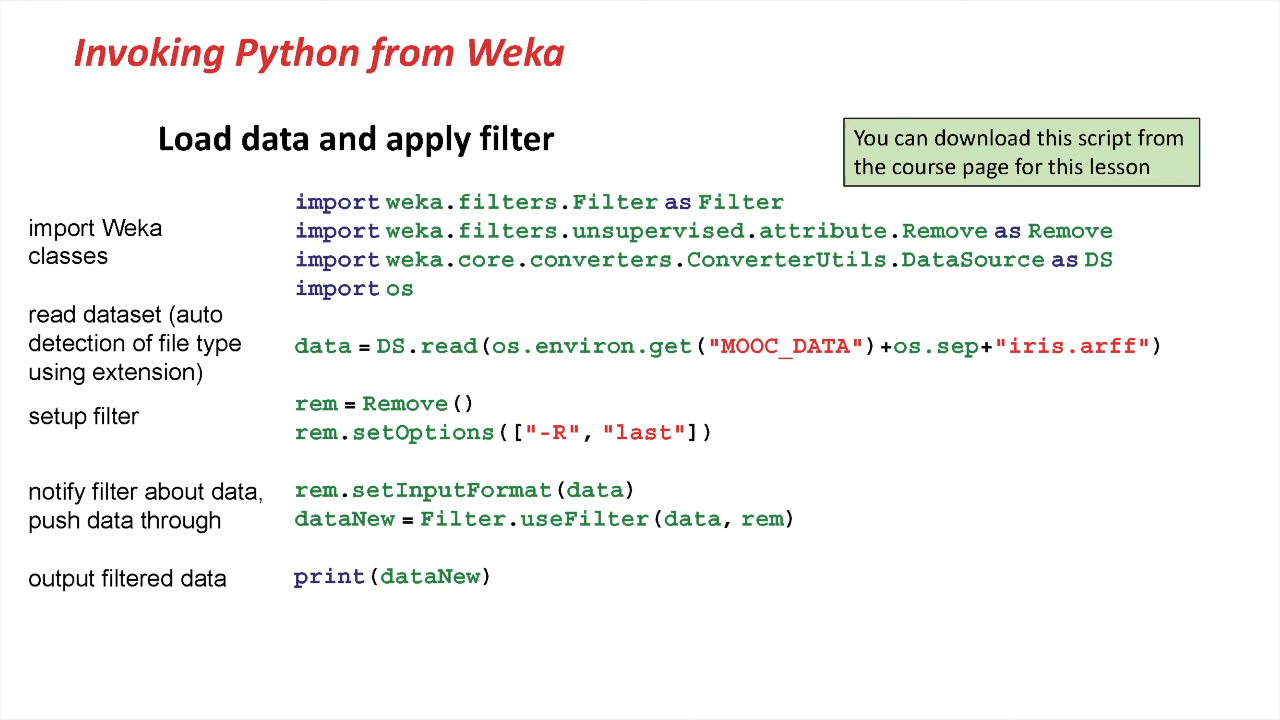 Invoking Python from Weka
Load data and apply filter
You can download this script from
the course page for this lesson
import Weka
classes
import weka.filters.Filter as Filter
import weka.filters.unsupervised.attribute.Remove as Remove
import weka.core.converters.ConverterUtils.DataSource as DS
import os
read dataset (auto
detection of file type
using extension)
data = DS.read(os.environ.get("MOOC_DATA")+os.sep+"iris.arff")
setup filter
rem = Remove()
rem.setOptions(["-R", "last"])
notify filter about data,
push data through
rem.setInputFormat(data)
dataNew = Filter.useFilter(data, rem)
output filtered data
print(dataNew)